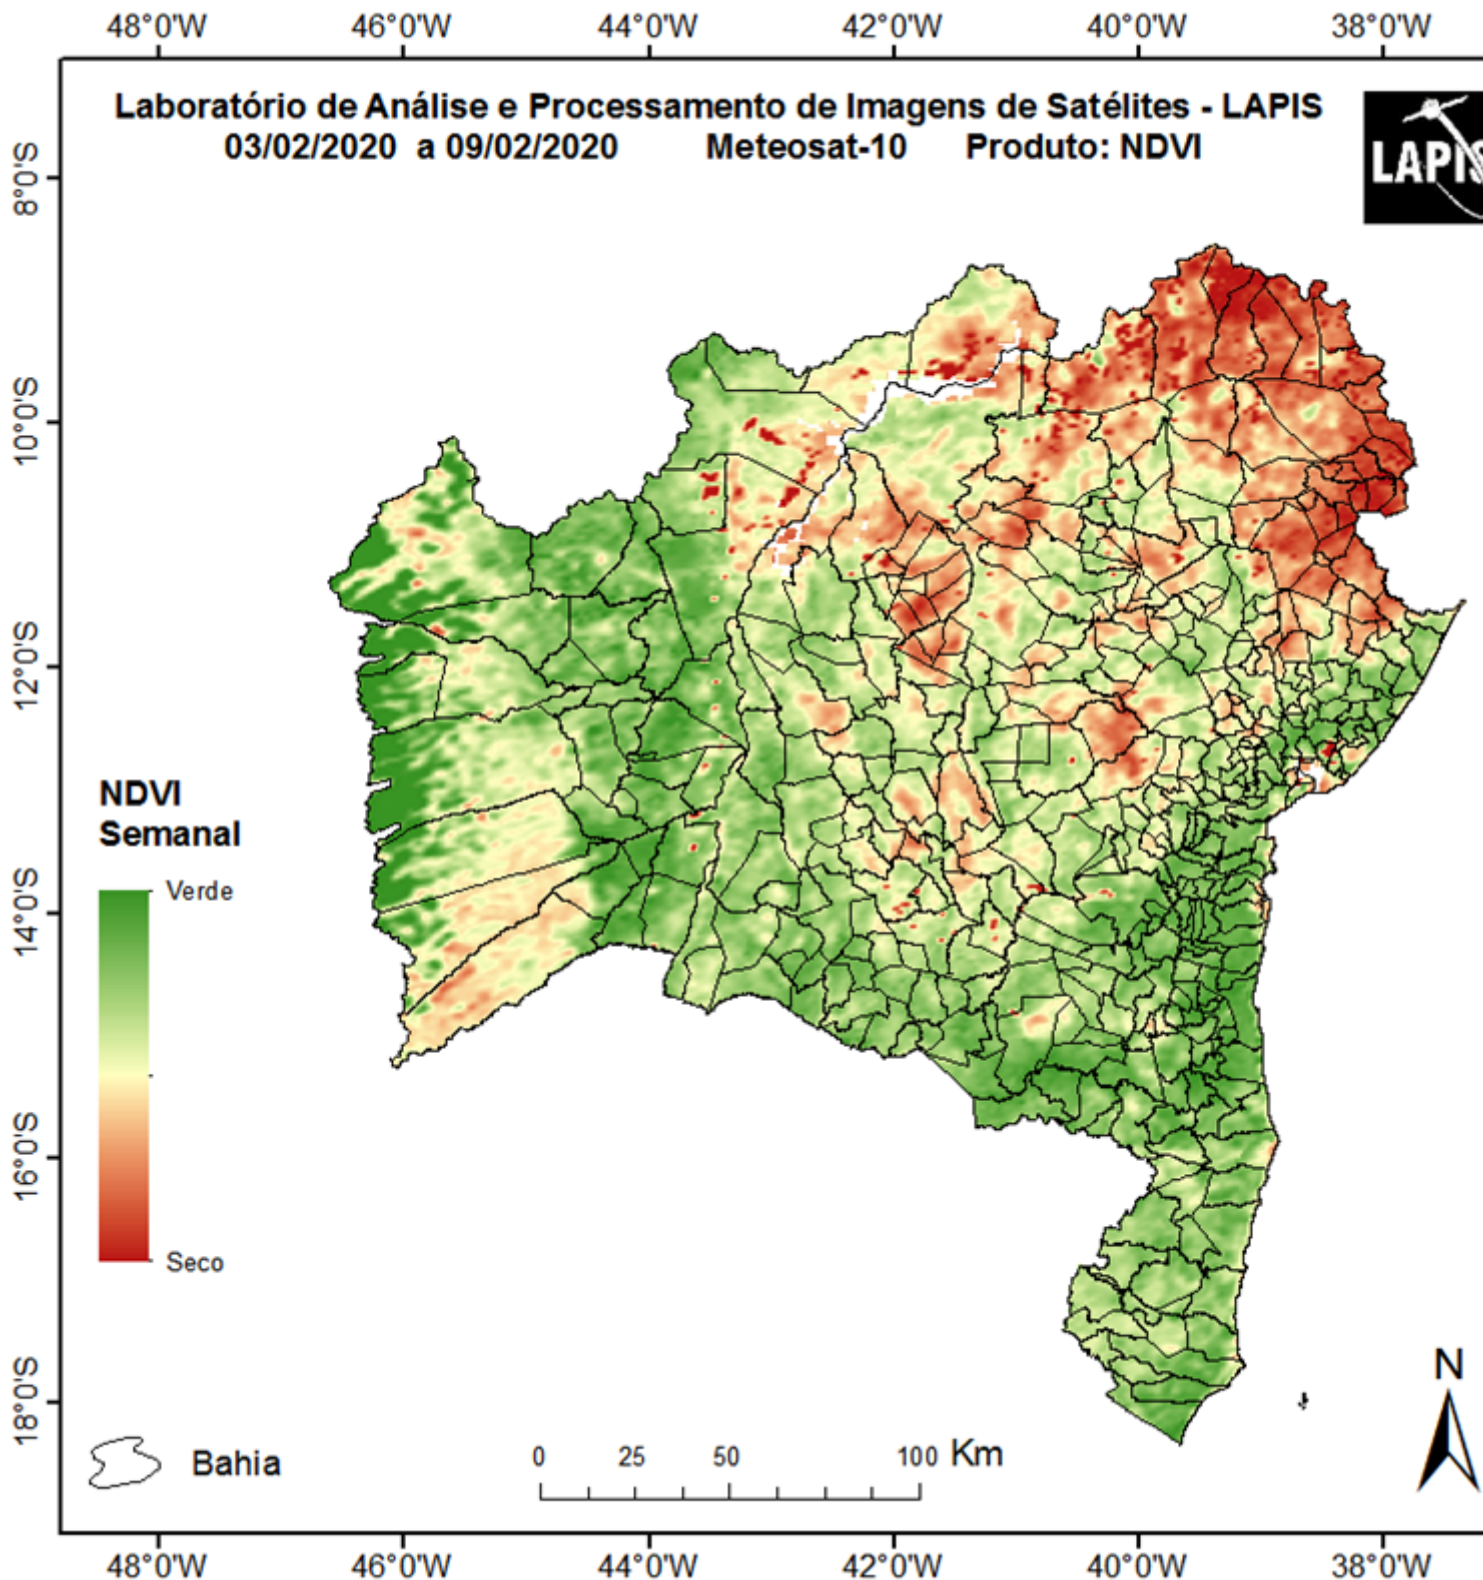 48°0'W 46°0'W 44°0'W 42°0'W 40°0'W 38°0'W
Laboratório de Análise e Processamento de Imagens de Satélites - LAPIS
03/02/2020 a 09/02/2020 Meteosat-10 Produto: NDVI
LAPIS
8°0'S
10°0'S
12°0'S
14°0'S
16°0'S
18°0'S
NDVI
Semanal
Verde
Seco
Bahia
0 25 50 100 Km
N
48°0'W 46°0'W 44°0'W 42°0'W 40°0'W 38°0'W